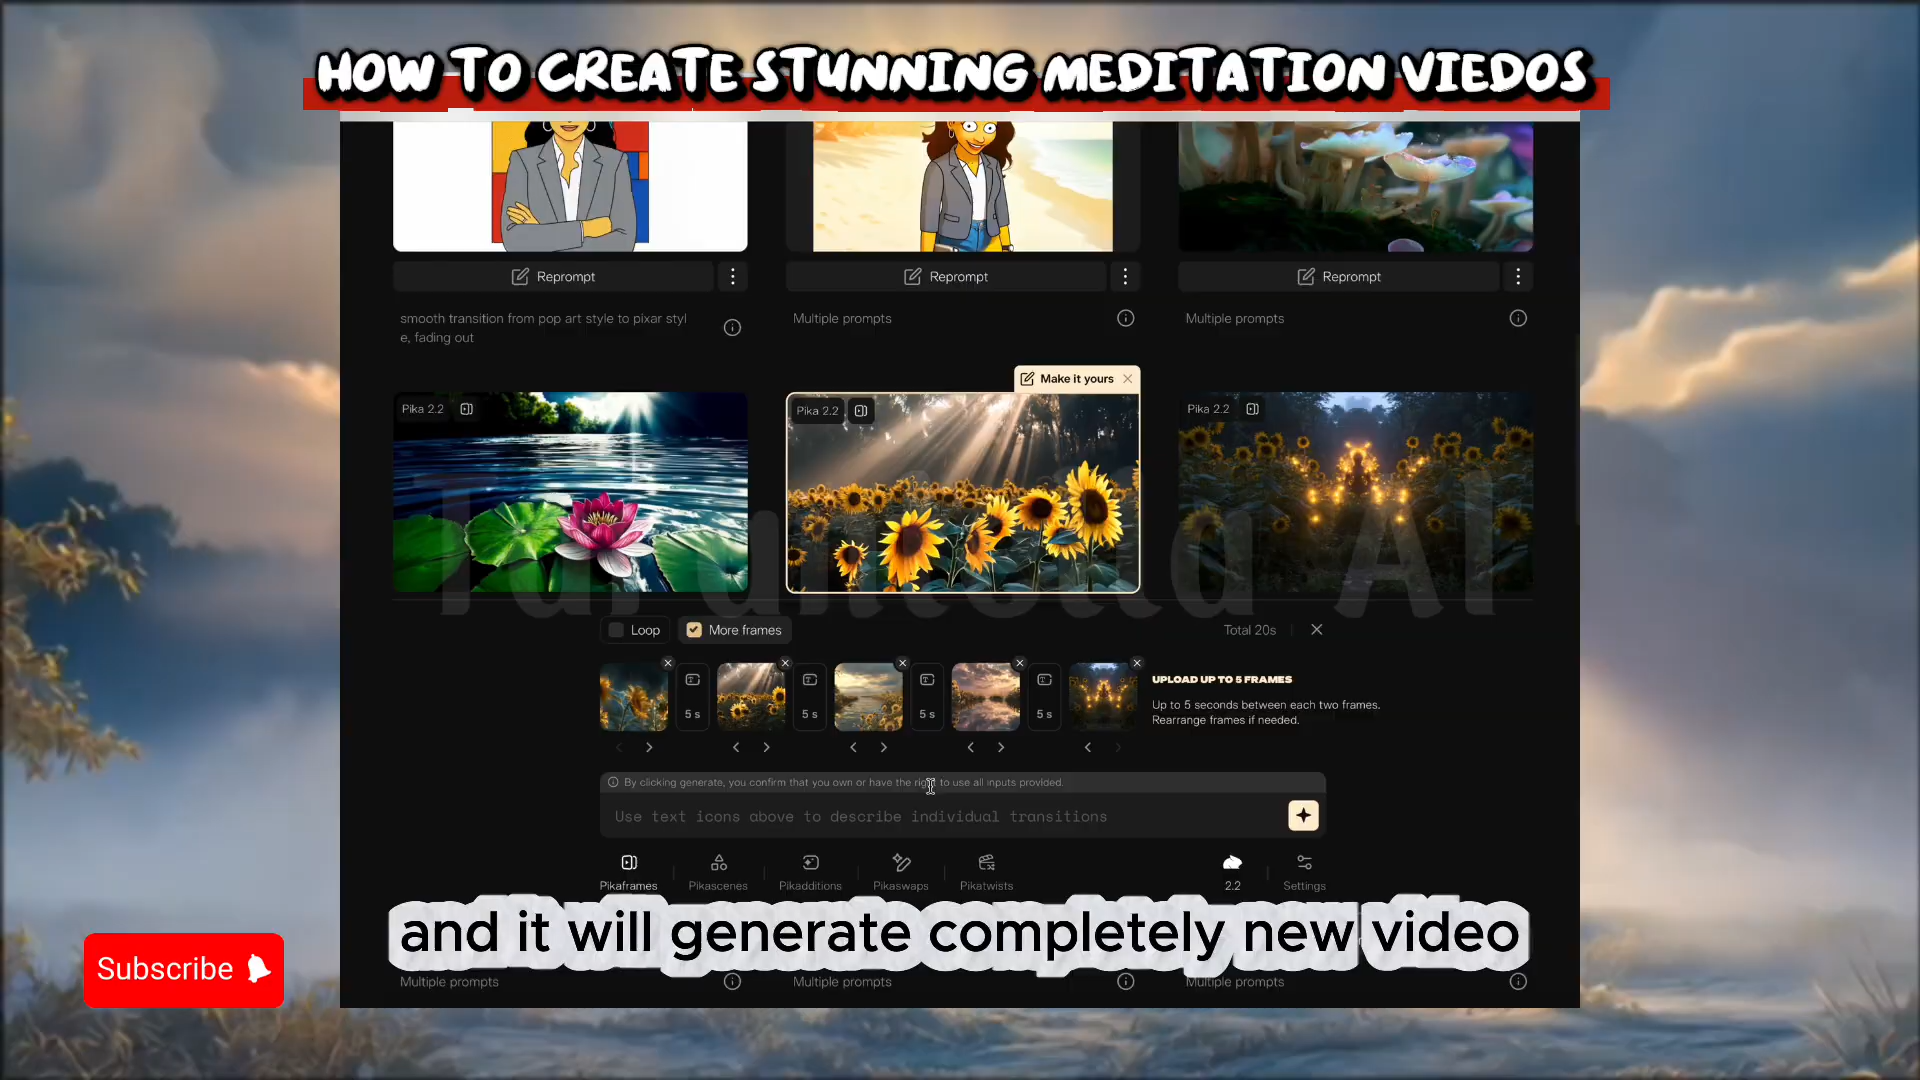 HOW TO CREATE STUNNING MEDITATION VIEDOS
Reprompt
Reprompt
Reprompt
smooth transition from pop art style to pixar styl
e, fading out
Multiple prompts
Multiple prompts
Make it yours
Pika 2.2
Pika 2.2
Pika 2.2
Loop
More frames
Total 20s
5 s
5 s
5 s
5 s
UPLOAD UP TO 5 FRAMES
Up to 5 seconds between each two frames.
Rearrange frames if needed.
By clicking generate, you confirm that you own or have the right to use all inputs provided.
Use text icons above to describe individual transitions
Pikaframes
Pikascenes
Pikadditions
Pikaswaps
Pikatwists
2.2
Settings
and it will generate completely new video
Subscribe
Multiple prompts
Multiple prompts
Multiple prompts